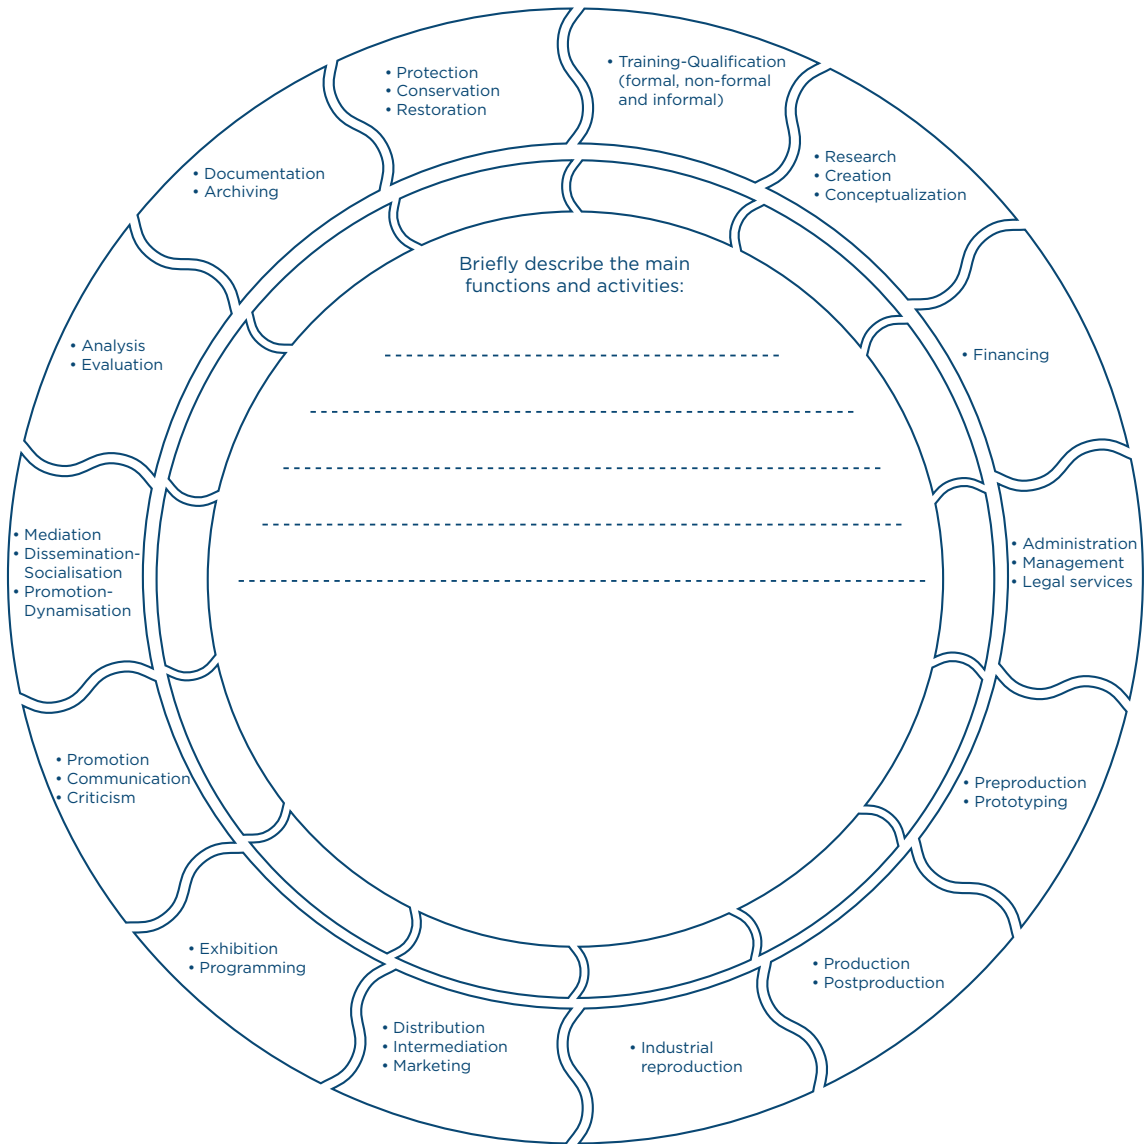 • Protection
• Conservation
• Restoration
• Training-Qualification
(formal, non-formal
and informal)
• Research
• Creation
• Conceptualization
• Documentation
• Archiving
Briefly describe the main
functions and activities:
• Analysis
• Evaluation
• Financing
• Mediation
• Dissemination-
Socialisation
• Promotion-
Dynamisation
• Administration
• Management
• Legal services
• Promotion
• Communication
• Criticism
• Preproduction
• Prototyping
• Exhibition
• Programming
• Production
• Postproduction
• Distribution
• Intermediation
• Marketing
• Industrial
reproduction